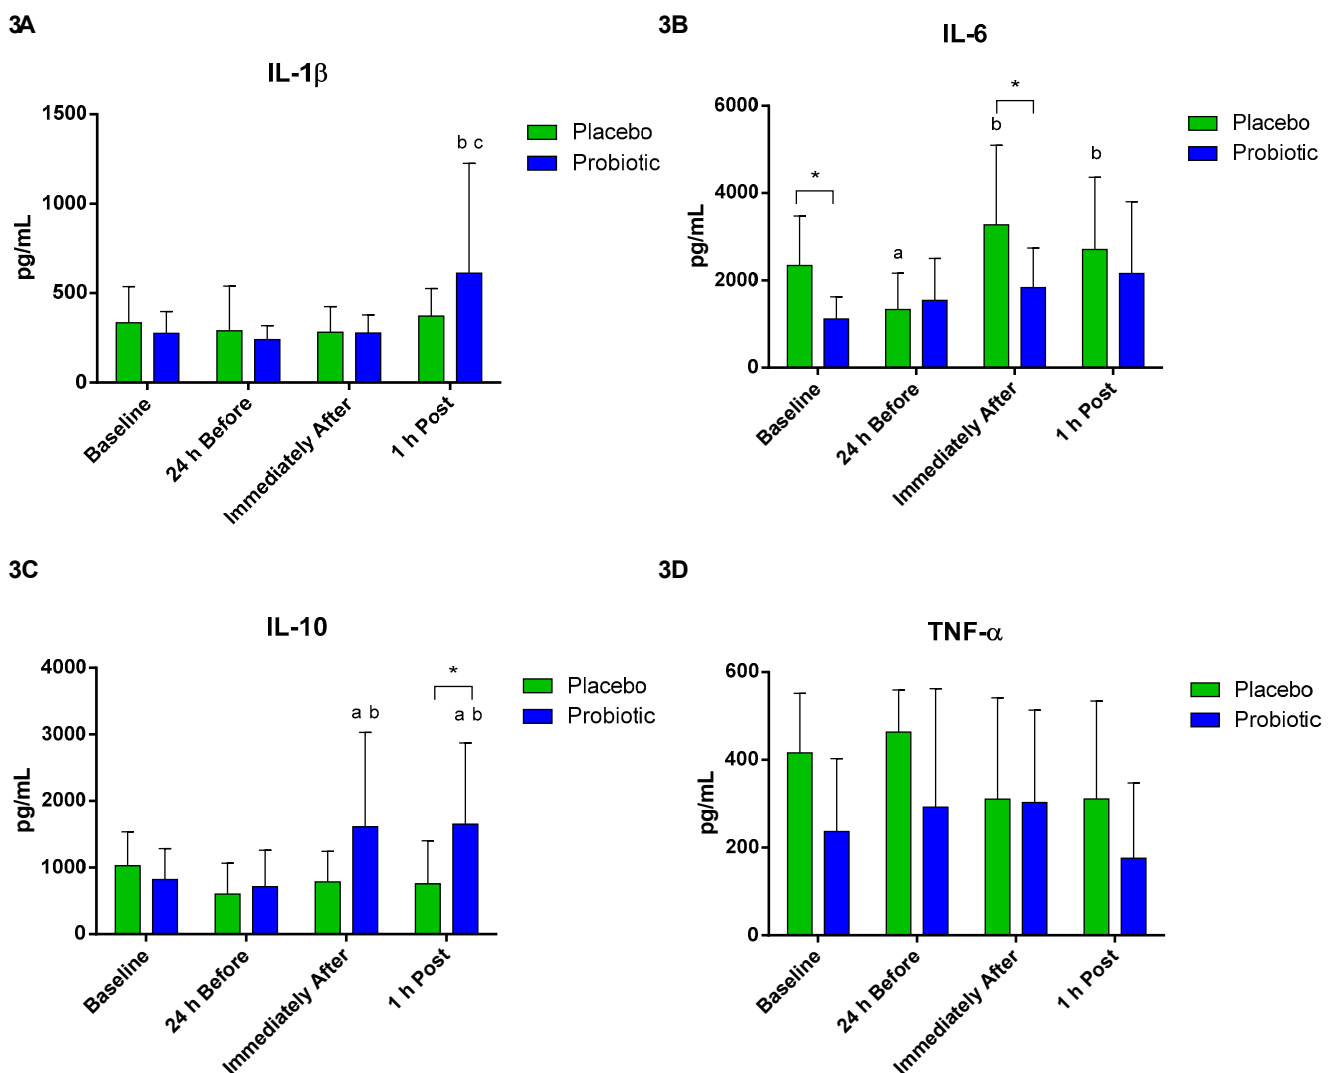 3A
IL-1β
pg/mL
1500
1000
500
0
b c
Placebo
Probiotic
Baseline
24 h Before
Immediately After
1 h Post
3B
IL-6
pg/mL
6000
4000
2000
0
*
a
b
*
b
Placebo
Probiotic
Baseline
24 h Before
Immediately After
1 h Post
3C
IL-10
pg/mL
4000
3000
2000
1000
0
a b
*
a b
Placebo
Probiotic
Baseline
24 h Before
Immediately After
1 h Post
3D
TNF-α
pg/mL
600
400
200
0
Placebo
Probiotic
Baseline
24 h Before
Immediately After
1 h Post